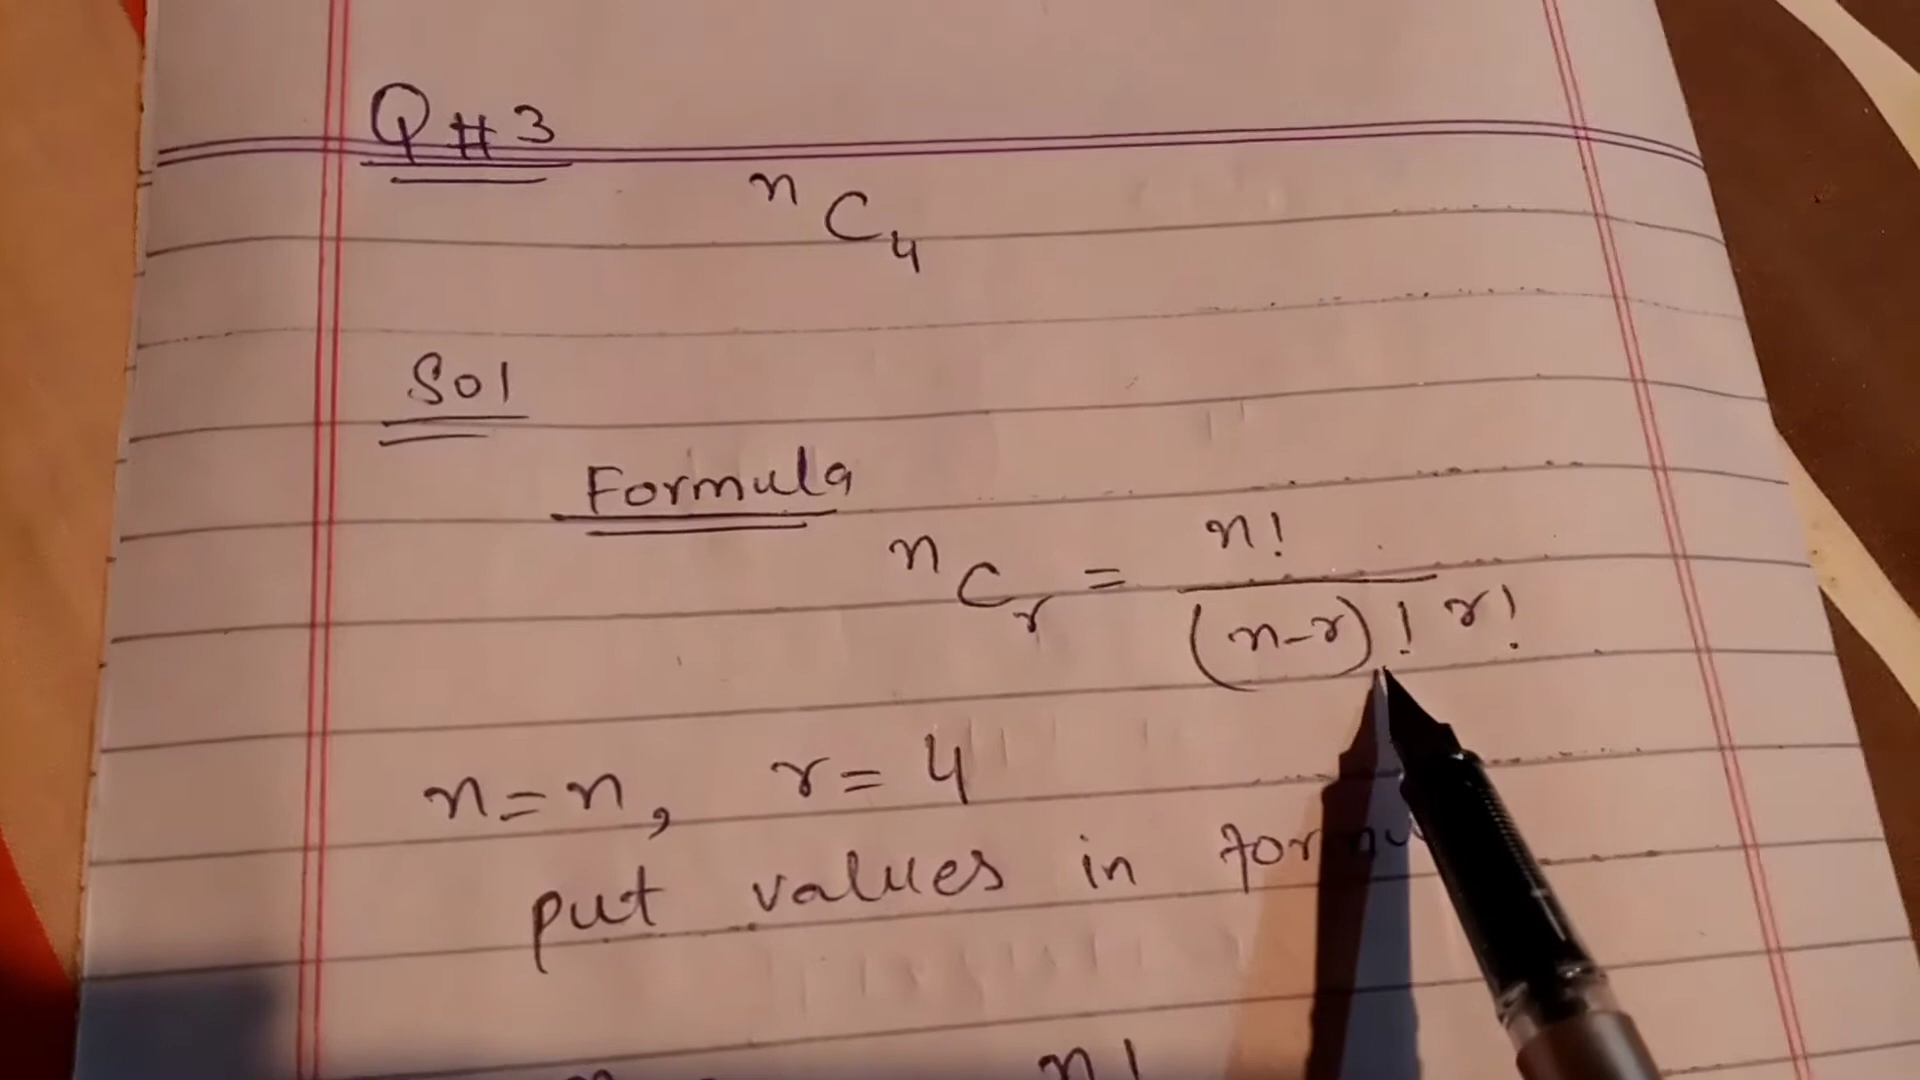 Q#3
ⁿC₄
Sol
Formula
ⁿCᵣ = n! / (n-r)! r!
n=n, r=4
put values in
n!